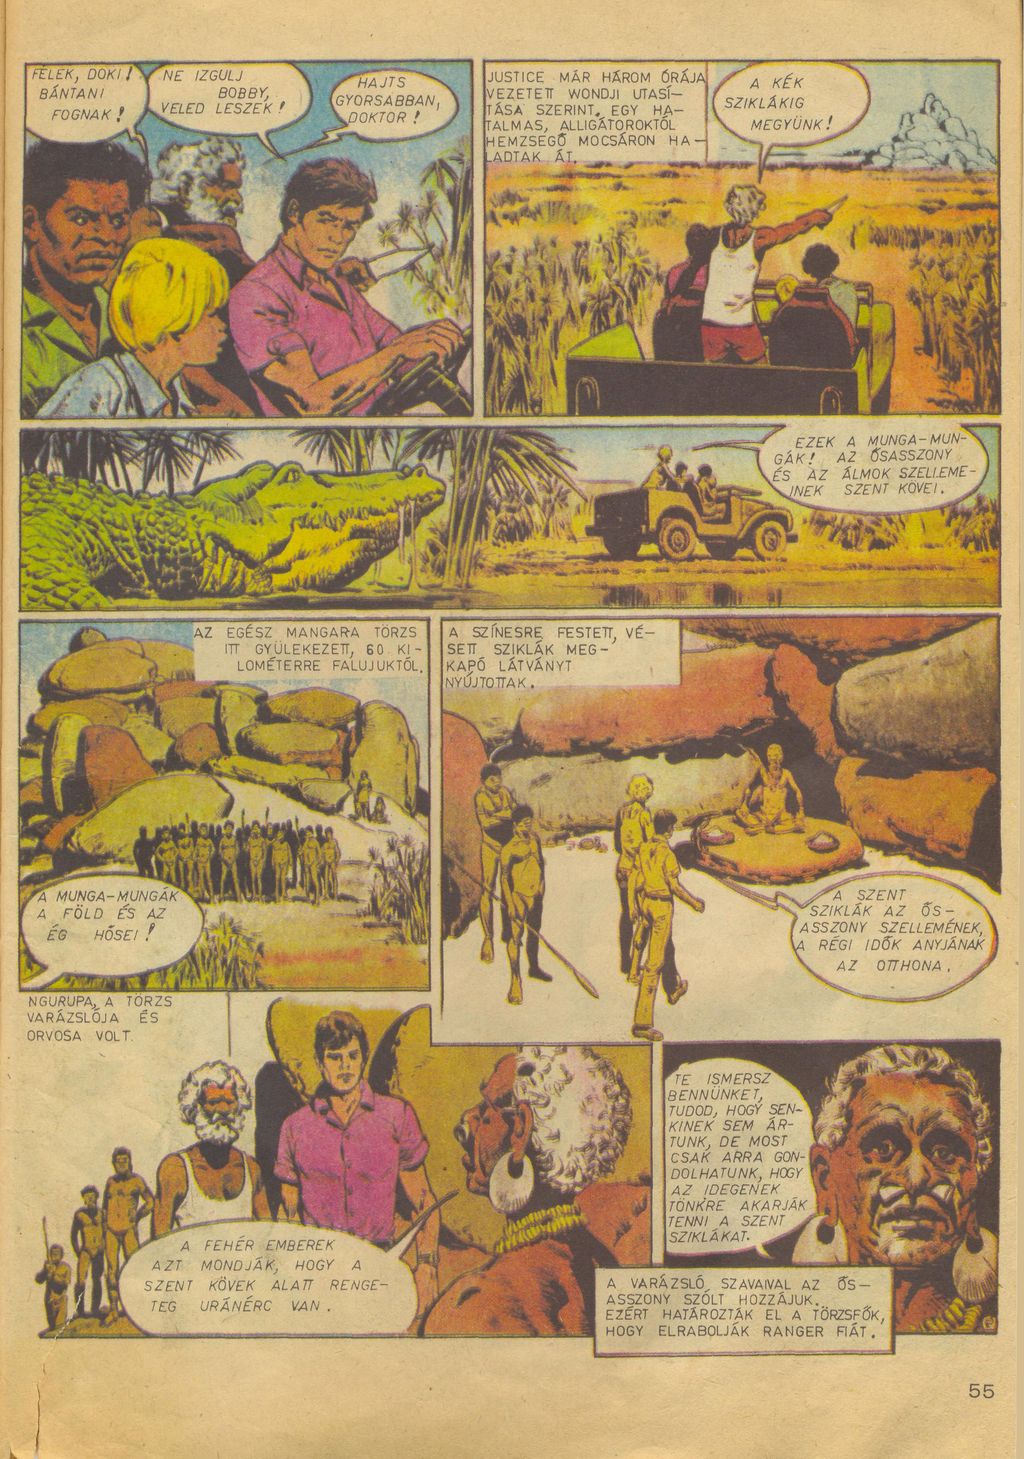 FÉLEK, DOKI!
BÁNTANI
FOGNAK!
NE IZGULJ
BOBBY,
VELED LESZEK!
HAJTS
GYORSABBAN,
DOKTOR!
JUSTICE MÁR HÁROM ÓRÁJA
VEZETETT WONDJI UTASÍ-
TÁSA SZERINT. EGY HA-
TALMAS, ALLIGÁTOROKTÓL
HEMZSEGŐ MOCSÁRON HA-
LADTAK ÁT.
A KÉK
SZIKLÁKIG
MEGYÜNK!
EZEK A MUNGA-MUN-
GÁK! AZ ŐSASSZONY
ÉS AZ ÁLMOK SZELLEME-
INEK SZENT KÖVEI.
AZ EGÉSZ MANGARA TÖRZS
ITT GYÜLEKEZETT, 60 KI-
LOMÉTERRE FALUJUKTÓL.
A MUNGA-MUNGÁK
A FÖLD ÉS AZ
ÉG HŐSEI!
A SZÍNESRE FESTETT, VÉ-
SETT SZIKLÁK MEG-
KAPÓ LÁTVÁNYT
NYÚJTOTTAK.
A SZENT
SZIKLÁK AZ ŐS-
ASSZONY SZELLEMÉNEK,
A RÉGI IDŐK ANYJÁNAK
AZ OTTHONA.
NGURUPA, A TÖRZS
VARÁZSLÓJA ÉS
ORVOSA VOLT.
A FEHÉR EMBEREK
AZT MONDJÁK, HOGY A
SZENT KÖVEK ALATT RENGE-
TEG URÁNÉRC VAN.
TE ISMERSZ
BENNÜNKET,
TUDOD, HOGY SEN-
KINEK SEM ÁR-
TUNK, DE MOST
CSAK ARRA GON-
DOLHATUNK, HOGY
AZ IDEGENEK
TÖNKRE AKARJÁK
TENNI A SZENT
SZIKLÁKAT.
A VARÁZSLÓ SZAVAIVAL AZ ŐS-
ASSZONY SZÓLT HOZZÁJUK.
EZÉRT HATÁROZTÁK EL A TÖRZSFŐK,
HOGY ELRABOLJÁK RANGER FIÁT.
55